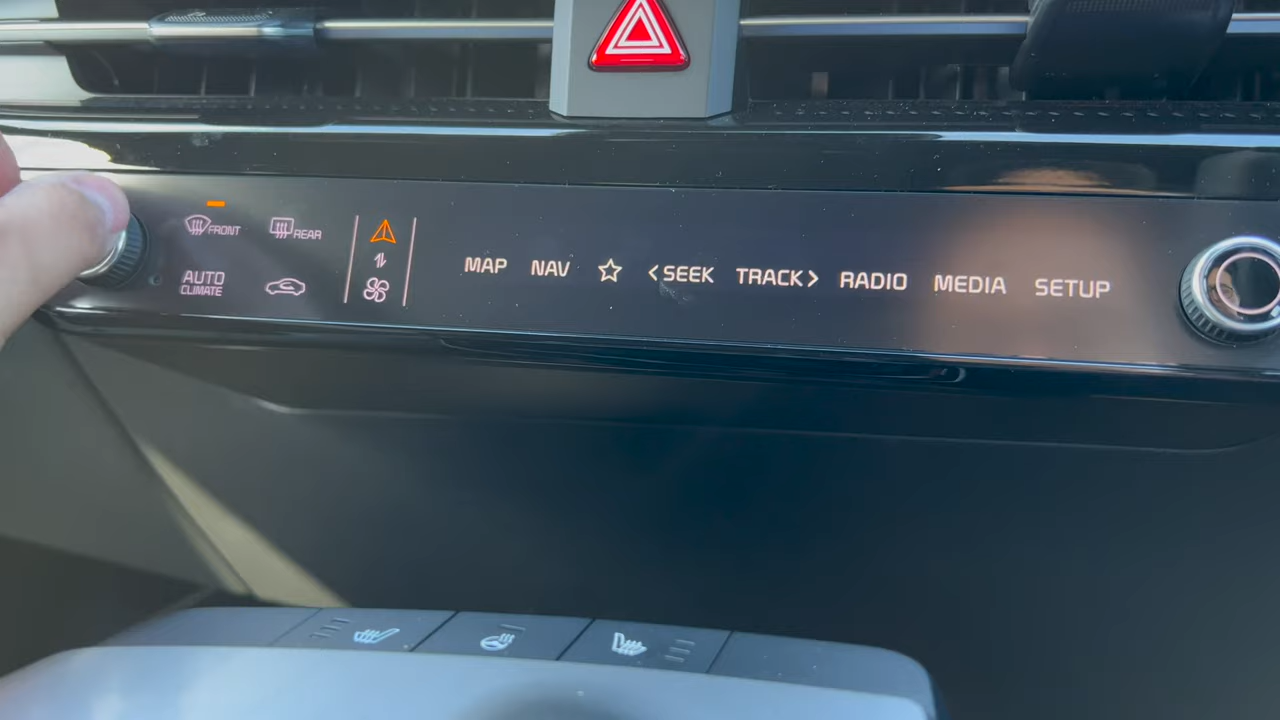 FRONT
REAR
AUTO
CLIMATE
MAP
NAV
<SEEK
TRACK>
RADIO
MEDIA
SETUP